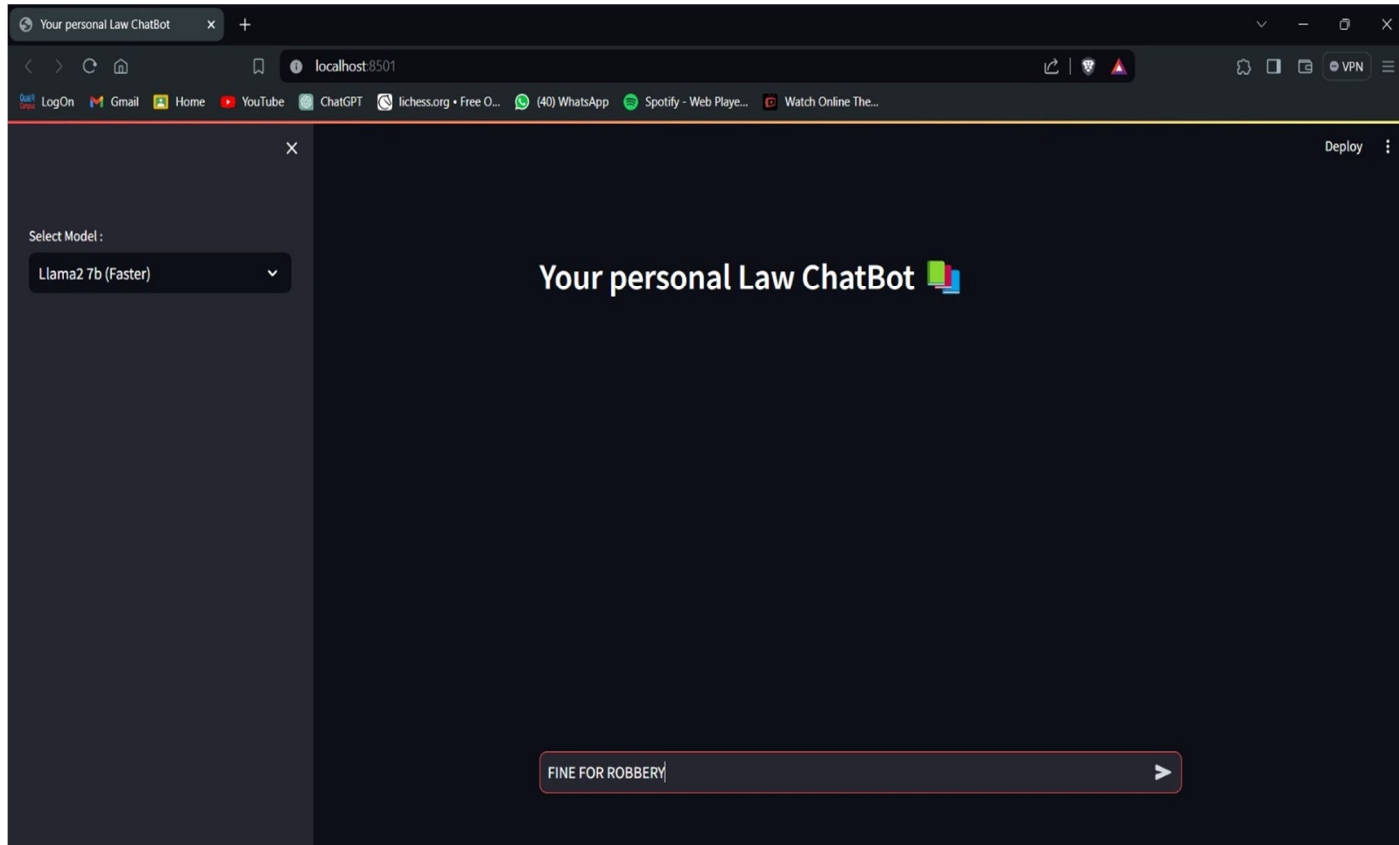 Your personal Law ChatBot
localhost:8501
VPN
LogOn Gmail Home YouTube ChatGPT lichess.org • Free O... (40) WhatsApp Spotify - Web Playe... Watch Online The...
Deploy
Select Model :
Llama2 7b (Faster)
Your personal Law ChatBot
FINE FOR ROBBERY